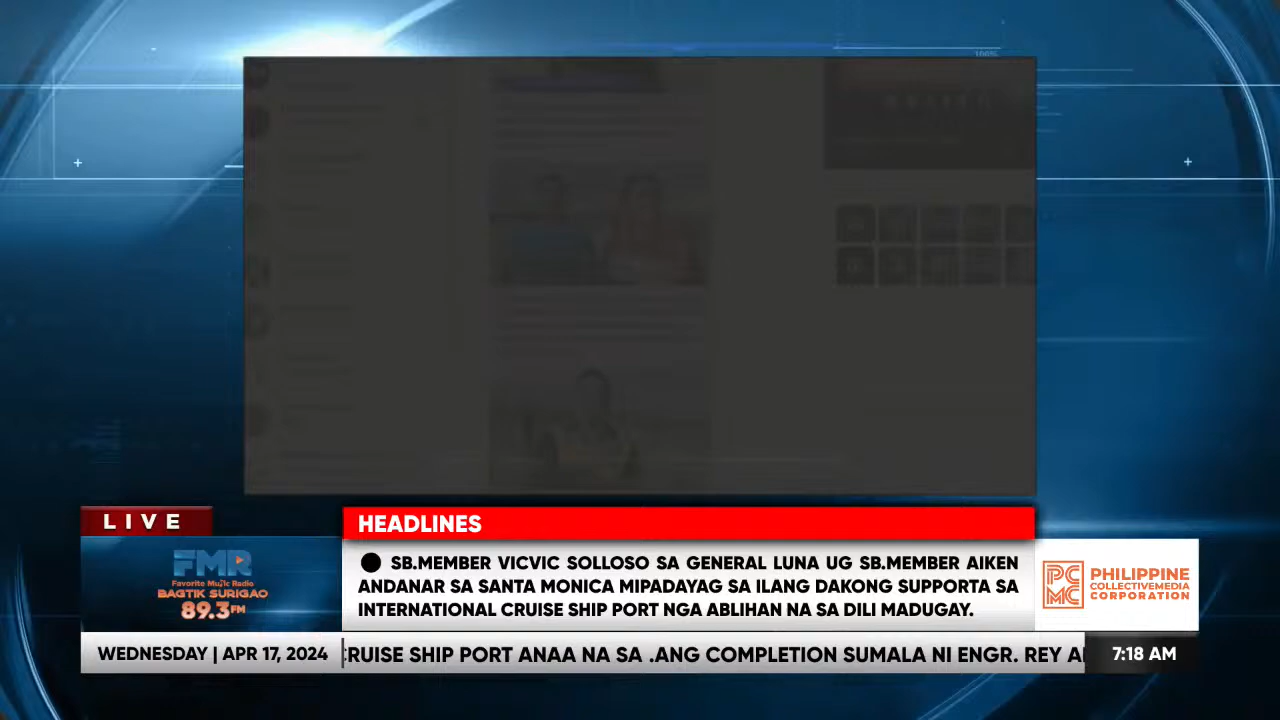 100%
LIVE
HEADLINES
FMR
Favorite Music Radio
BAGTIK SURIGAO
89.3FM
● SB.MEMBER VICVIC SOLLOSO SA GENERAL LUNA UG SB.MEMBER AIKEN
ANDANAR SA SANTA MONICA MIPADAYAG SA ILANG DAKONG SUPPORTA SA
INTERNATIONAL CRUISE SHIP PORT NGA ABLIHAN NA SA DILI MADUGAY.
PC
MC
PHILIPPINE
COLLECTIVEMEDIA
CORPORATION
WEDNESDAY | APR 17, 2024
RUISE SHIP PORT ANAA NA SA .ANG COMPLETION SUMALA NI ENGR. REY
7:18 AM